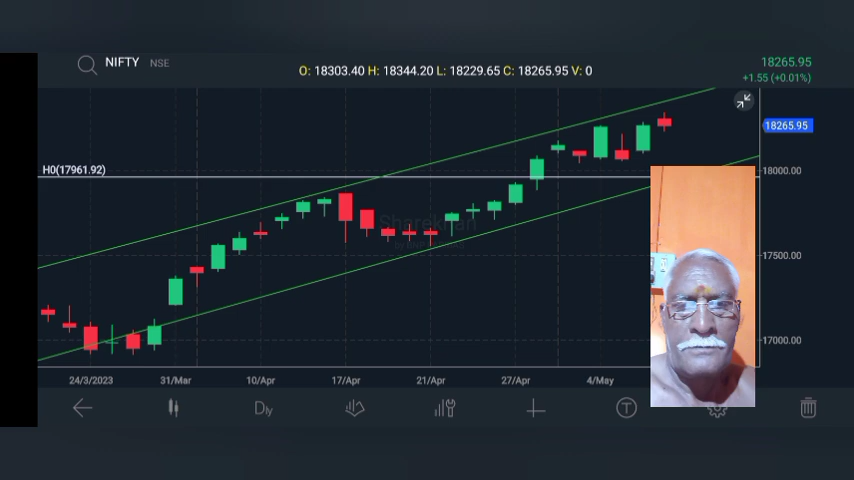 NIFTY NSE
O: 18303.40 H: 18344.20 L: 18229.65 C: 18265.95 V: 0
18265.95
+1.55 (+0.01%)
18265.95
H0(17961.92)
18000.00
Sharekhan
17500.00
17000.00
24/3/2023 31/Mar 10/Apr 17/Apr 21/Apr 27/Apr 4/May
Dly
T